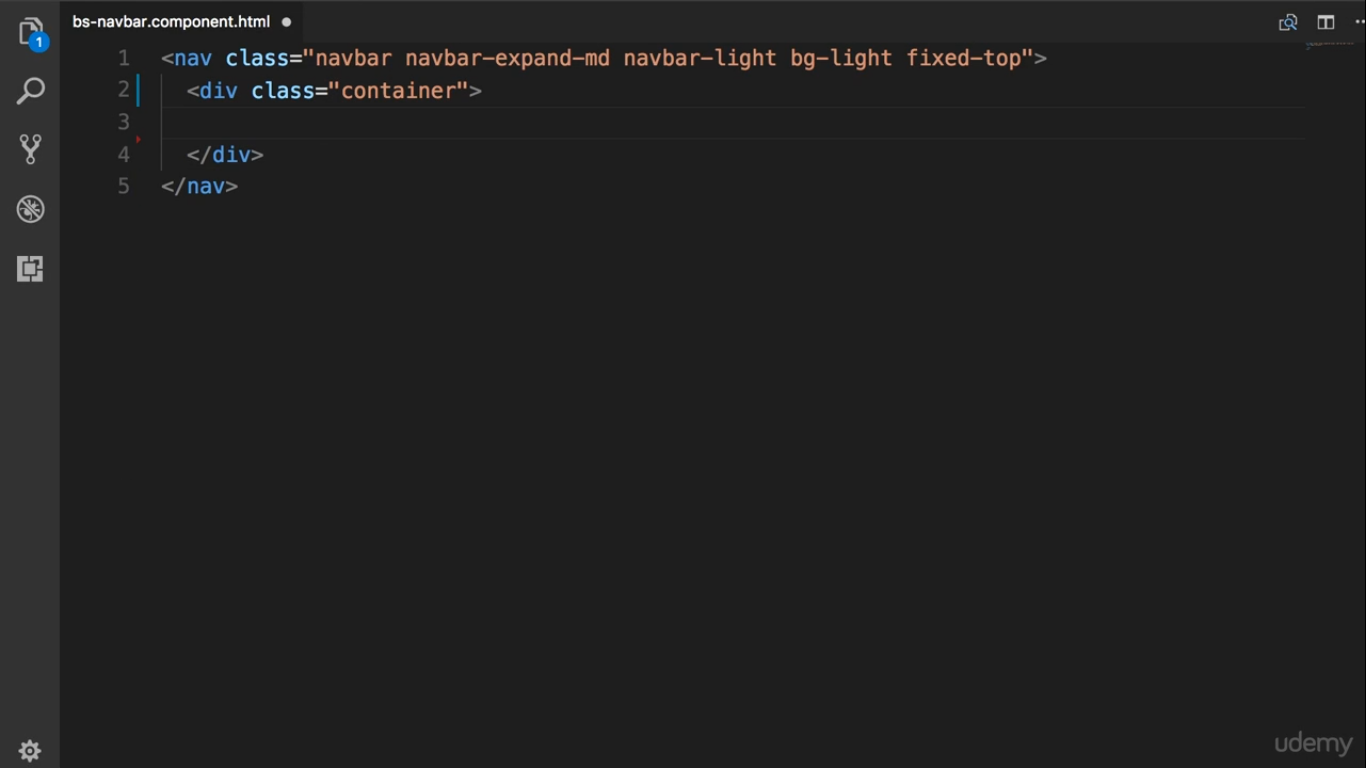 bs-navbar.component.html
1
1 <nav class="navbar navbar-expand-md navbar-light bg-light fixed-top">
2 <div class="container">
3
4 </div>
5 </nav>
udemy